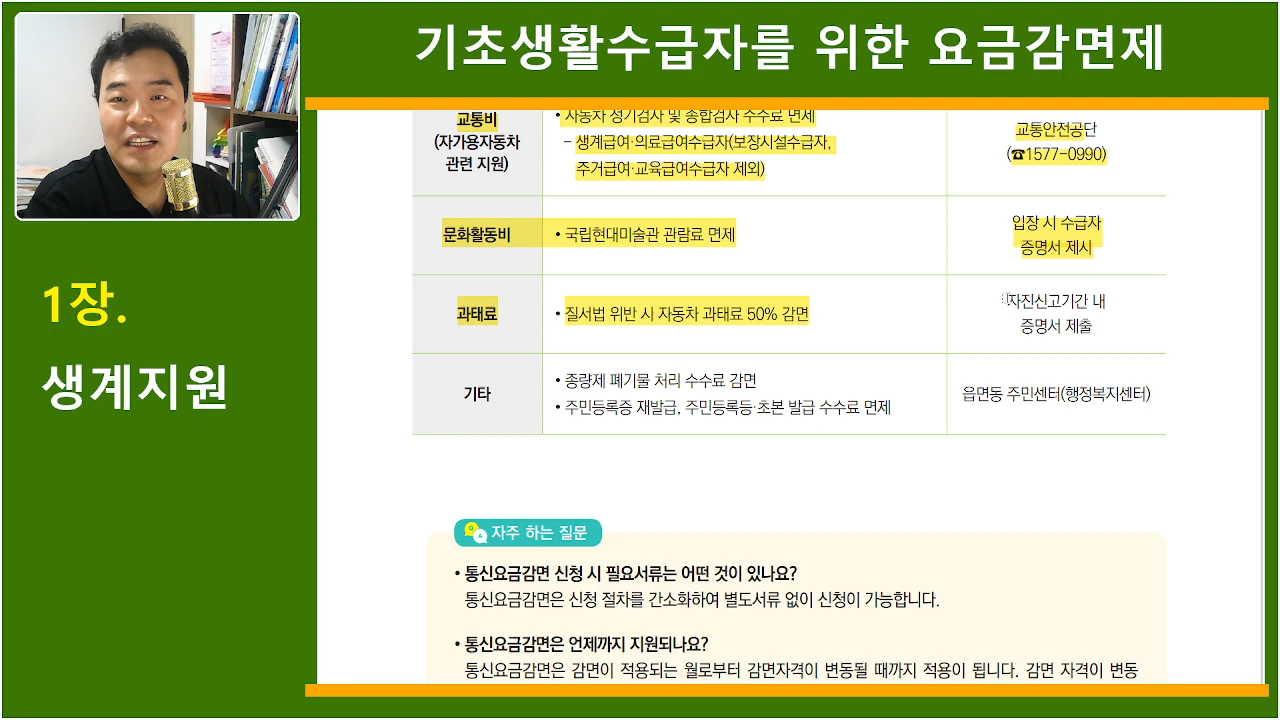 기초생활수급자를 위한 요금감면제
1장.
생계지원
교통비
(자가용자동차
관련 지원)
• 자동차 정기검사 및 종합검사 수수료 면제
– 생계급여·의료급여수급자(보장시설수급자,
주거급여·교육급여수급자 제외)
교통안전공단
(☎1577-0990)
문화활동비
• 국립현대미술관 관람료 면제
입장 시 수급자
증명서 제시
과태료
• 질서법 위반 시 자동차 과태료 50% 감면
자진신고기간 내
증명서 제출
기타
• 종량제 폐기물 처리 수수료 감면
• 주민등록증 재발급, 주민등록등·초본 발급 수수료 면제
읍면동 주민센터(행정복지센터)
자주 하는 질문
• 통신요금감면 신청 시 필요서류는 어떤 것이 있나요?
통신요금감면은 신청 절차를 간소화하여 별도서류 없이 신청이 가능합니다.
• 통신요금감면은 언제까지 지원되나요?
통신요금감면은 감면이 적용되는 월로부터 감면자격이 변동될 때까지 적용이 됩니다. 감면 자격이 변동